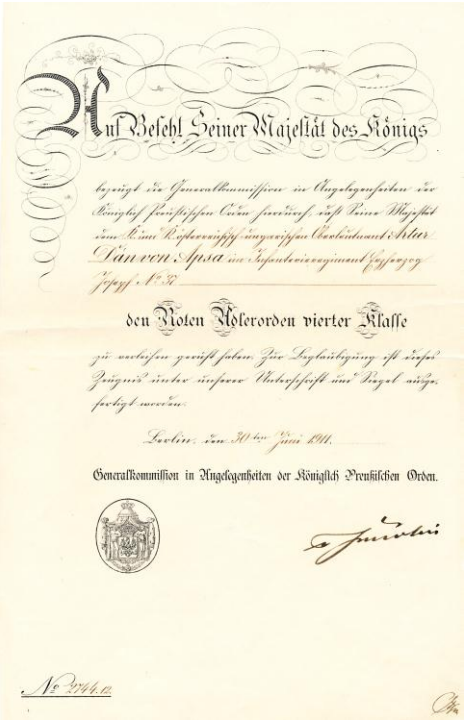 Auf Befehl Seiner Majestät des Königs
bezeugt die Generalkommission in Angelegenheiten der
Königlich Preußischen Orden hierdurch, daß Seine Majestät
dem K. und K. österreichisch-ungarischen Oberleutnant Artur
Dán von Apsa im Infanterieregiment Erzherzog
Joseph No 37
den Roten Adlerorden vierter Klasse
zu verleihen geruht haben. Zur Beglaubigung ist dieses
Zeugnis unter unserer Unterschrift und Siegel ausge-
fertigt worden.
Berlin, den 30ten Juni 1911.
Generalkommission in Angelegenheiten der Königlich Preußischen Orden.
No 2744.12.